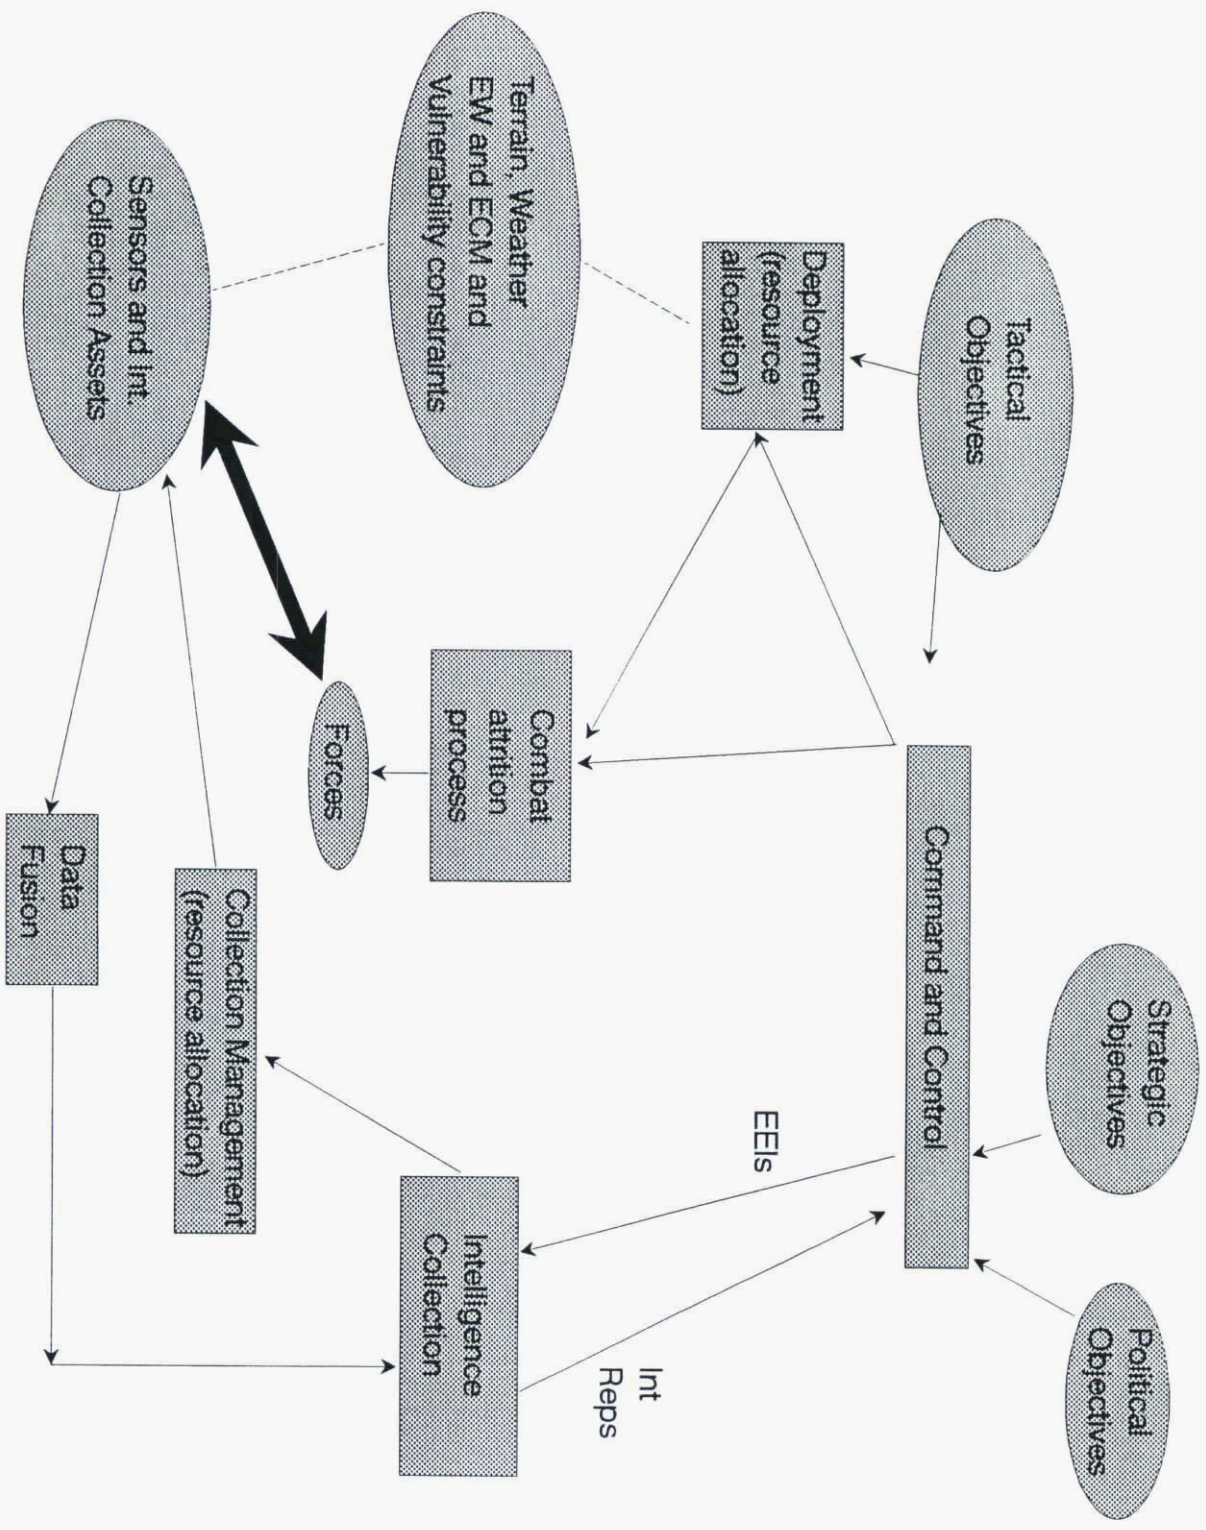 Strategic
Objectives
Political
Objectives
Tactical
Objectives
Command and Control
Deployment
(resource
allocation)
EEIs
Int
Reps
Terrain, Weather
EW and ECM and
Vulnerability constraints
Combat
attrition
process
Intelligence
Collection
Forces
Collection Management
(resource allocation)
Sensors and Int.
Collection Assets
Data
Fusion